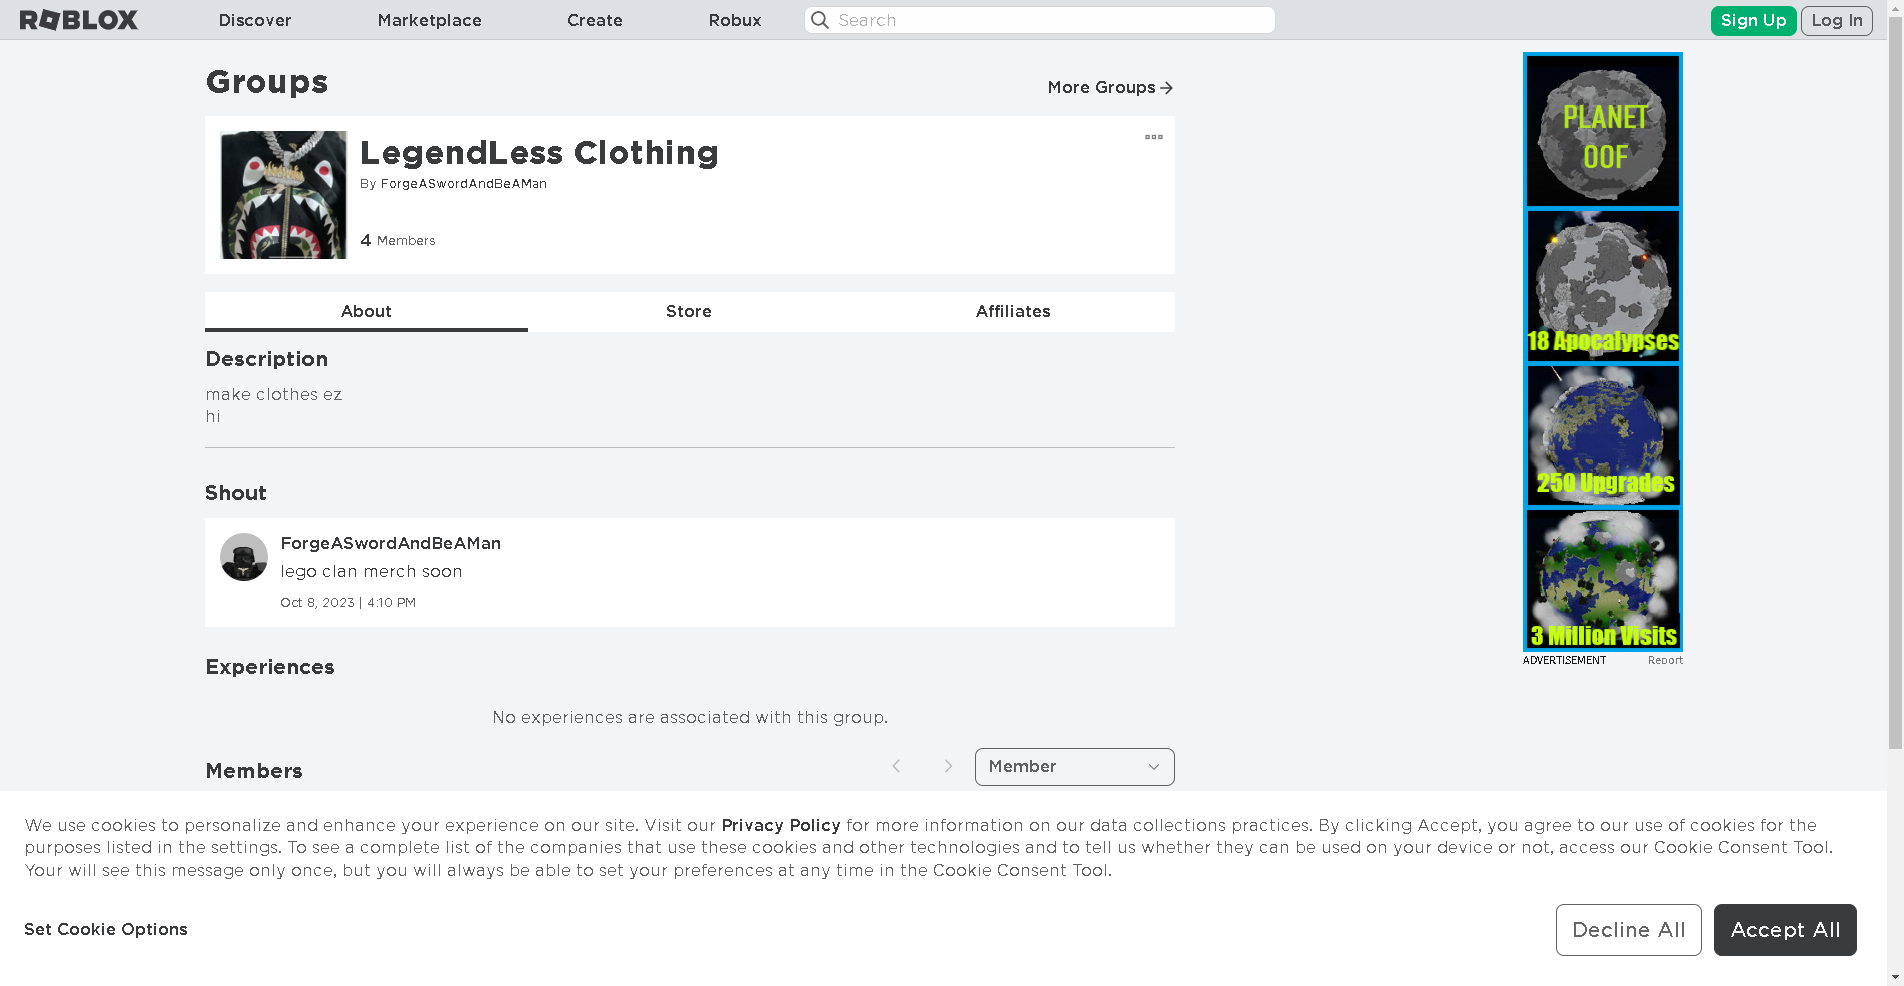 ROBLOX
Discover
Marketplace
Create
Robux
Search
Sign Up
Log In
Groups
More Groups
LegendLess Clothing
By ForgeASwordAndBeAMan
4 Members
About
Store
Affiliates
Description
make clothes ez
hi
Shout
ForgeASwordAndBeAMan
lego clan merch soon
Oct 8, 2023 | 4:10 PM
Experiences
No experiences are associated with this group.
Members
Member
PLANET
OOF
18 Apocalypses
250 Upgrades
3 Million Visits
ADVERTISEMENT
Report
We use cookies to personalize and enhance your experience on our site. Visit our Privacy Policy for more information on our data collections practices. By clicking Accept, you agree to our use of cookies for the
purposes listed in the settings. To see a complete list of the companies that use these cookies and other technologies and to tell us whether they can be used on your device or not, access our Cookie Consent Tool.
Your will see this message only once, but you will always be able to set your preferences at any time in the Cookie Consent Tool.
Set Cookie Options
Decline All
Accept All